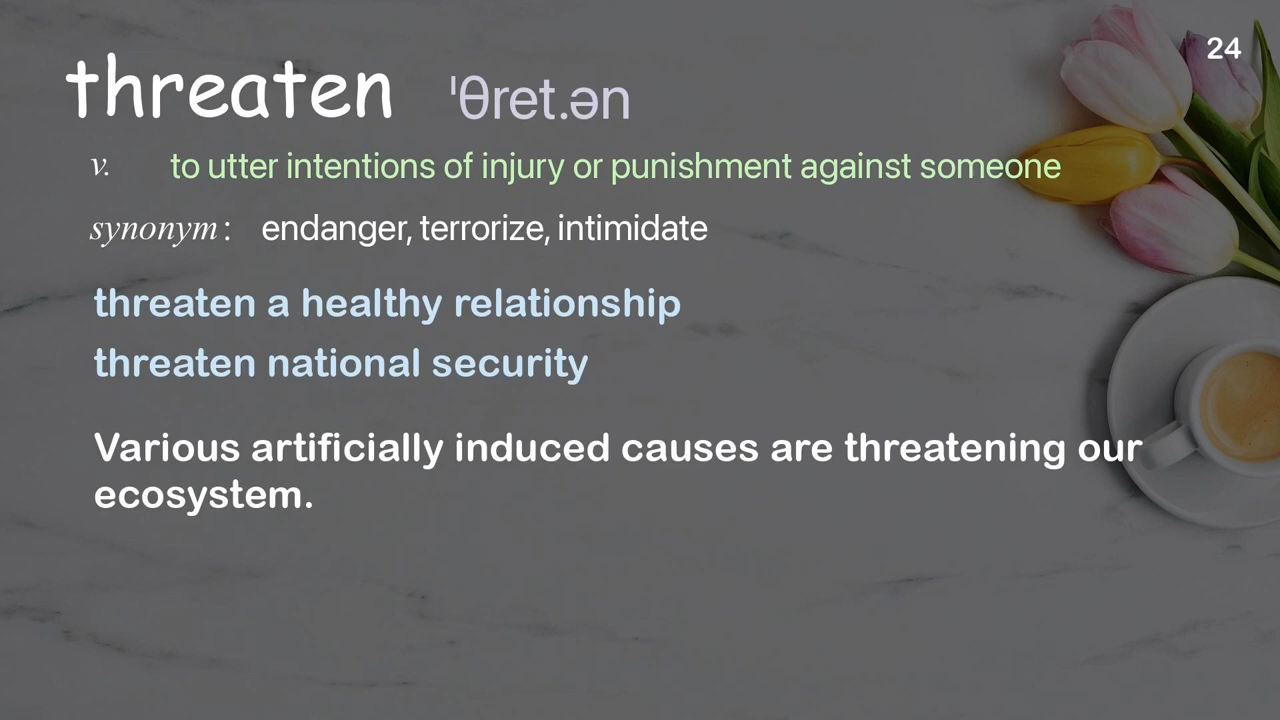 24
threaten ˈθret.ən
v. to utter intentions of injury or punishment against someone
synonym : endanger, terrorize, intimidate
threaten a healthy relationship
threaten national security
Various artificially induced causes are threatening our
ecosystem.